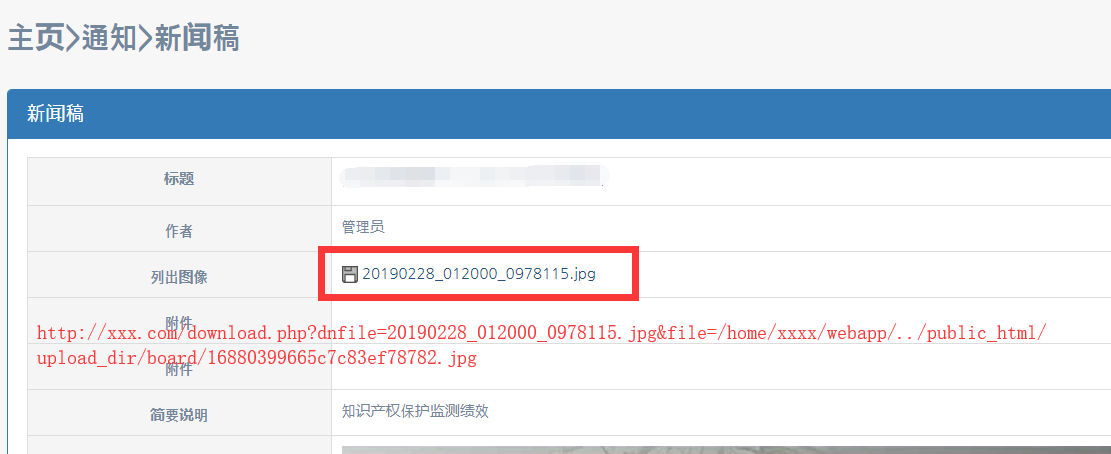 主页>通知>新闻稿
新闻稿
标题
作者
管理员
列出图像
20190228_012000_0978115.jpg
附件
http://xxx.com/download.php?dnfile=20190228_012000_0978115.jpg&file=/home/xxxx/webapp/../public_html/
upload_dir/board/16880399665c7c83ef78782.jpg
附件
简要说明
知识产权保护监测绩效